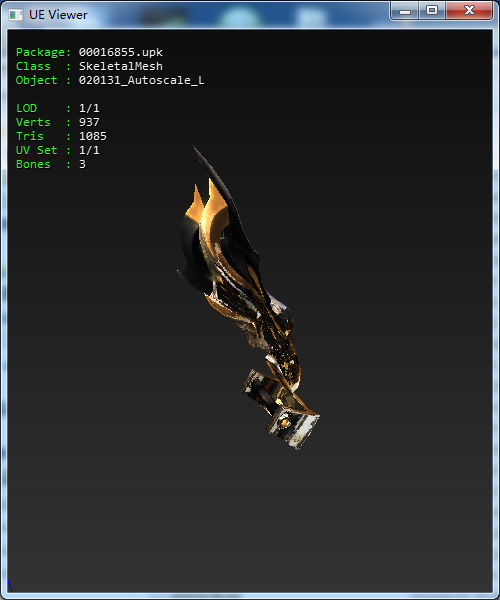 UE Viewer
Package: 00016855.upk
Class : SkeletalMesh
Object : 020131_Autoscale_L
LOD : 1/1
Verts : 937
Tris : 1085
UV Set : 1/1
Bones : 3